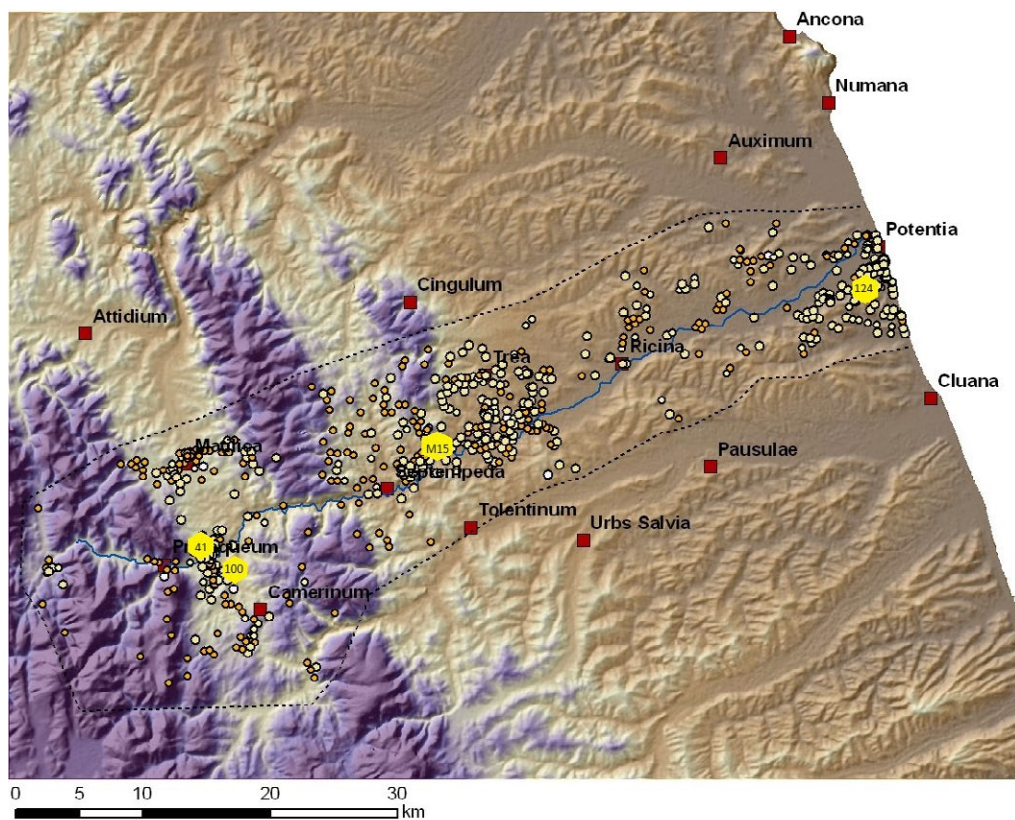 Ancona
Numana
Auximum
Potentia
124
Cingulum
Attidium
Trea
Ricina
Cluana
M15
Pausulae
Septempeda
Tolentinum
Urbs Salvia
41
100
Camerinum
0 5 10 20 30
km